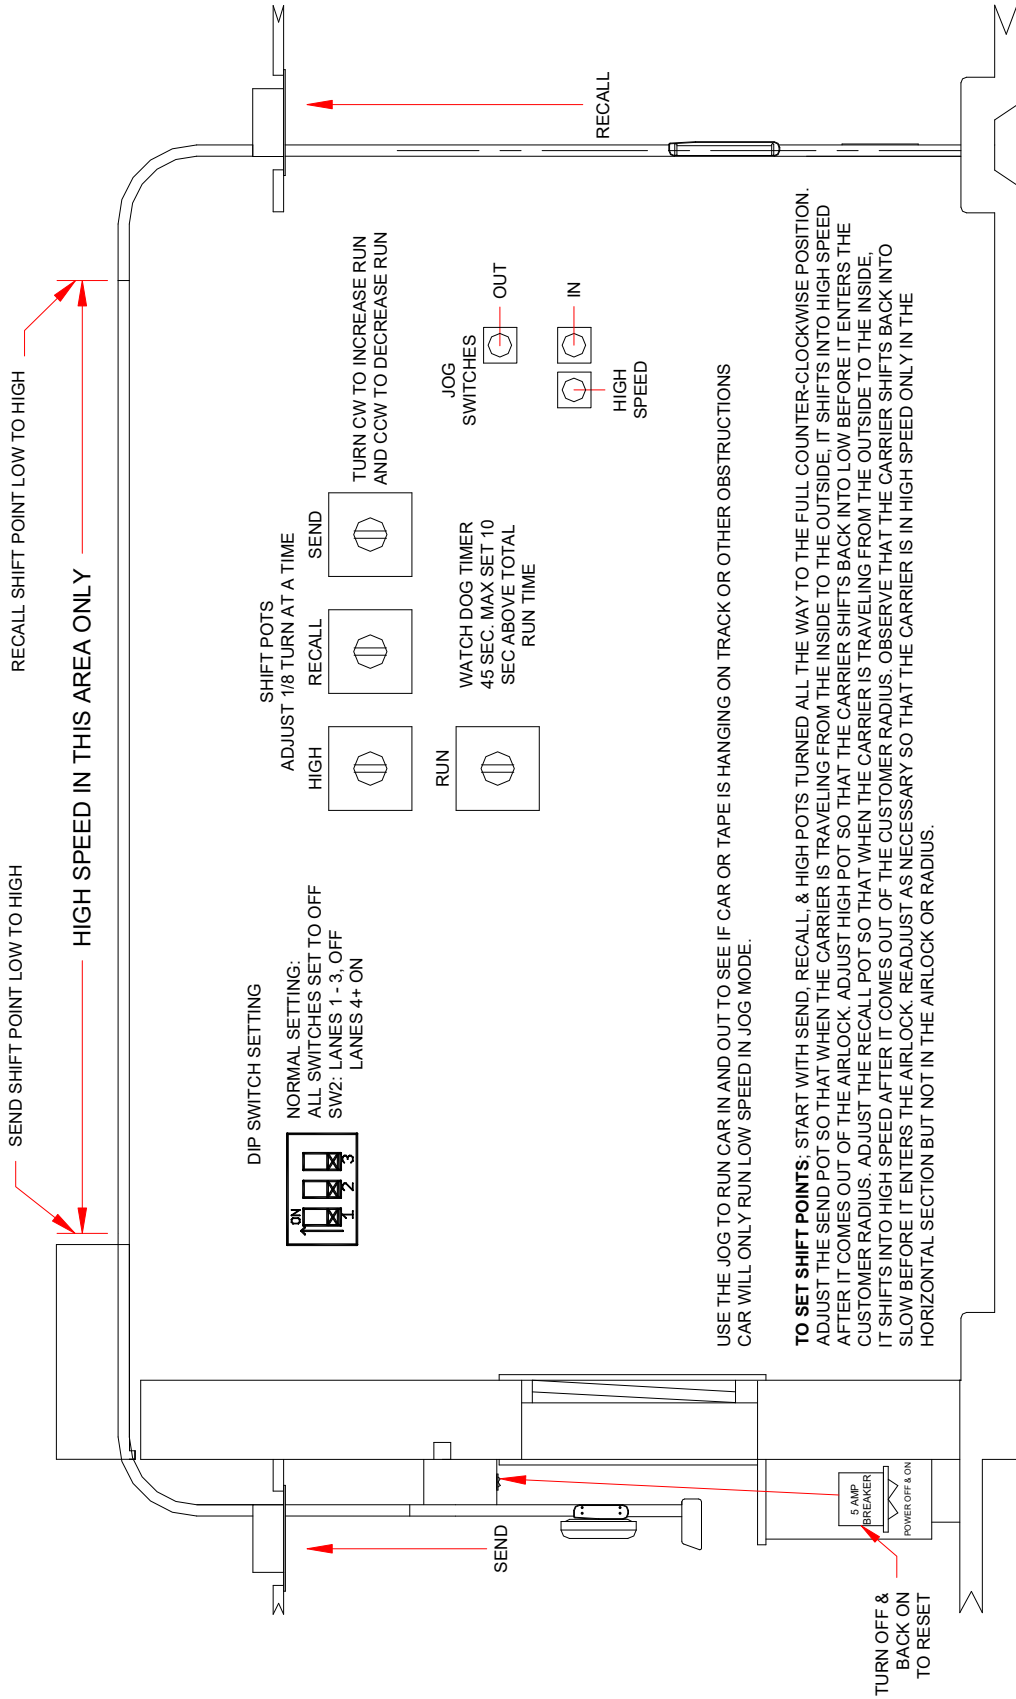 SEND SHIFT POINT LOW TO HIGH
RECALL SHIFT POINT LOW TO HIGH
HIGH SPEED IN THIS AREA ONLY
SEND
RECALL
DIP SWITCH SETTING
ON
1 2 3
NORMAL SETTING:
ALL SWITCHES SET TO OFF
SW2: LANES 1 - 3, OFF
LANES 4+ ON
SHIFT POTS
ADJUST 1/8 TURN AT A TIME
HIGH
RECALL
SEND
TURN CW TO INCREASE RUN
AND CCW TO DECREASE RUN
RUN
WATCH DOG TIMER
45 SEC. MAX SET 10
SEC ABOVE TOTAL
RUN TIME
JOG
SWITCHES
OUT
IN
HIGH
SPEED
USE THE JOG TO RUN CAR IN AND OUT TO SEE IF CAR OR TAPE IS HANGING ON TRACK OR OTHER OBSTRUCTIONS
CAR WILL ONLY RUN LOW SPEED IN JOG MODE.
TO SET SHIFT POINTS; START WITH SEND, RECALL, & HIGH POTS TURNED ALL THE WAY TO THE FULL COUNTER-CLOCKWISE POSITION.
ADJUST THE SEND POT SO THAT WHEN THE CARRIER IS TRAVELING FROM THE INSIDE TO THE OUTSIDE, IT SHIFTS INTO HIGH SPEED
AFTER IT COMES OUT OF THE AIRLOCK. ADJUST HIGH POT SO THAT THE CARRIER SHIFTS BACK INTO LOW BEFORE IT ENTERS THE
CUSTOMER RADIUS. ADJUST THE RECALL POT SO THAT WHEN THE CARRIER IS TRAVELING FROM THE OUTSIDE TO THE INSIDE,
IT SHIFTS INTO HIGH SPEED AFTER IT COMES OUT OF THE CUSTOMER RADIUS. OBSERVE THAT THE CARRIER SHIFTS BACK INTO
SLOW BEFORE IT ENTERS THE AIRLOCK. READJUST AS NECESSARY SO THAT THE CARRIER IS IN HIGH SPEED ONLY IN THE
HORIZONTAL SECTION BUT NOT IN THE AIRLOCK OR RADIUS.
5 AMP
BREAKER
POWER OFF & ON
TURN OFF &
BACK ON
TO RESET